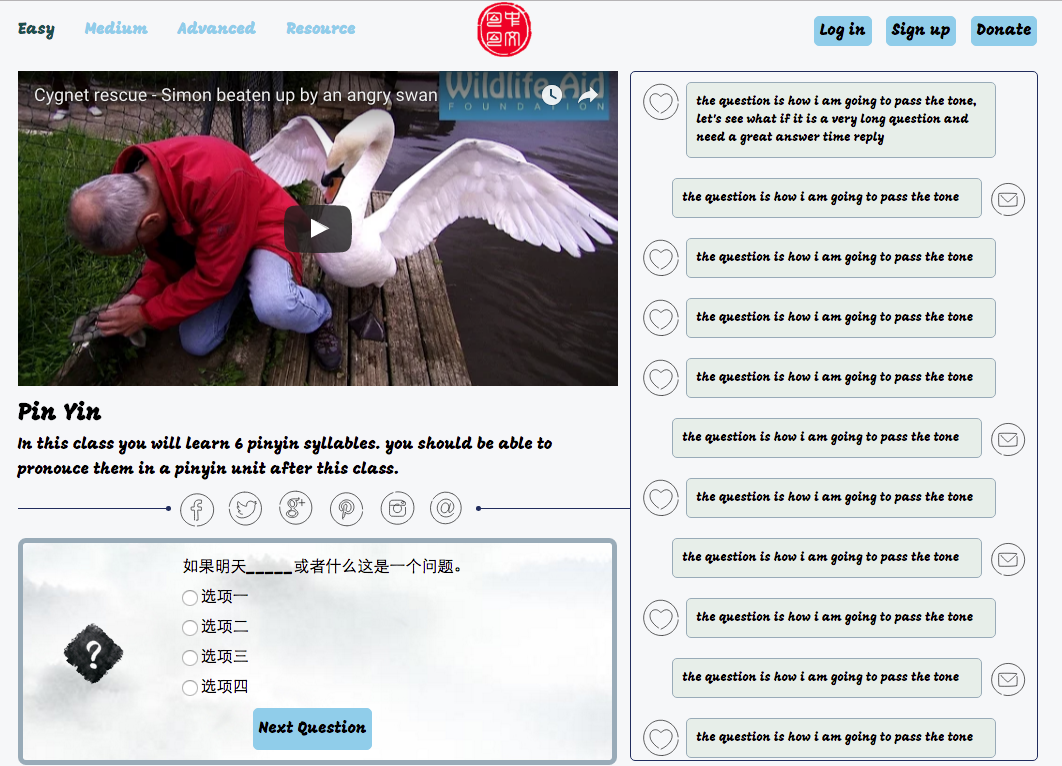 Easy Medium Advanced Resource
Log in Sign up Donate
Cygnet rescue - Simon beaten up by an angry swan
Wildlife Aid
FOUNDATION
Pin Yin
In this class you will learn 6 pinyin syllables. you should be able to
pronouce them in a pinyin unit after this class.
如果明天_____或者什么这是一个问题。
选项一
选项二
选项三
选项四
?
Next Question
the question is how i am going to pass the tone,
let's see what if it is a very long question and
need a great answer time reply
the question is how i am going to pass the tone
the question is how i am going to pass the tone
the question is how i am going to pass the tone
the question is how i am going to pass the tone
the question is how i am going to pass the tone
the question is how i am going to pass the tone
the question is how i am going to pass the tone
the question is how i am going to pass the tone
the question is how i am going to pass the tone
the question is how i am going to pass the tone